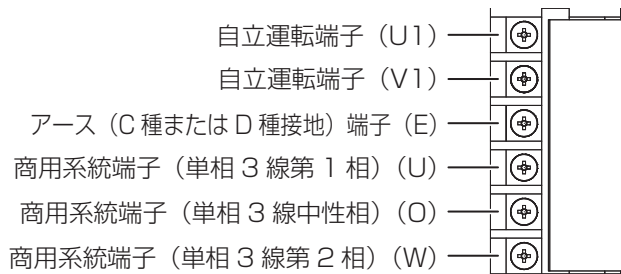 自立運転端子（U1）
自立運転端子（V1）
アース（C 種または D 種接地）端子（E）
商用系統端子（単相 3 線第 1 相）（U）
商用系統端子（単相 3 線中性相）（O）
商用系統端子（単相 3 線第 2 相）（W）